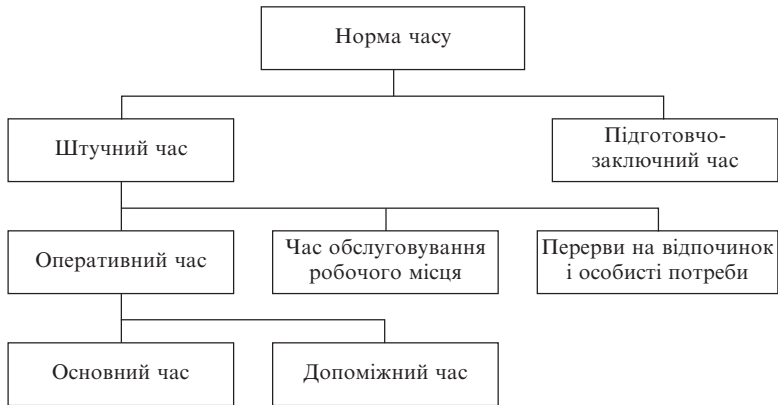 Норма часу
Штучний час
Підготовчо-
заключний час
Оперативний час
Час обслуговування
робочого місця
Перерви на відпочинок
і особисті потреби
Основний час
Допоміжний час